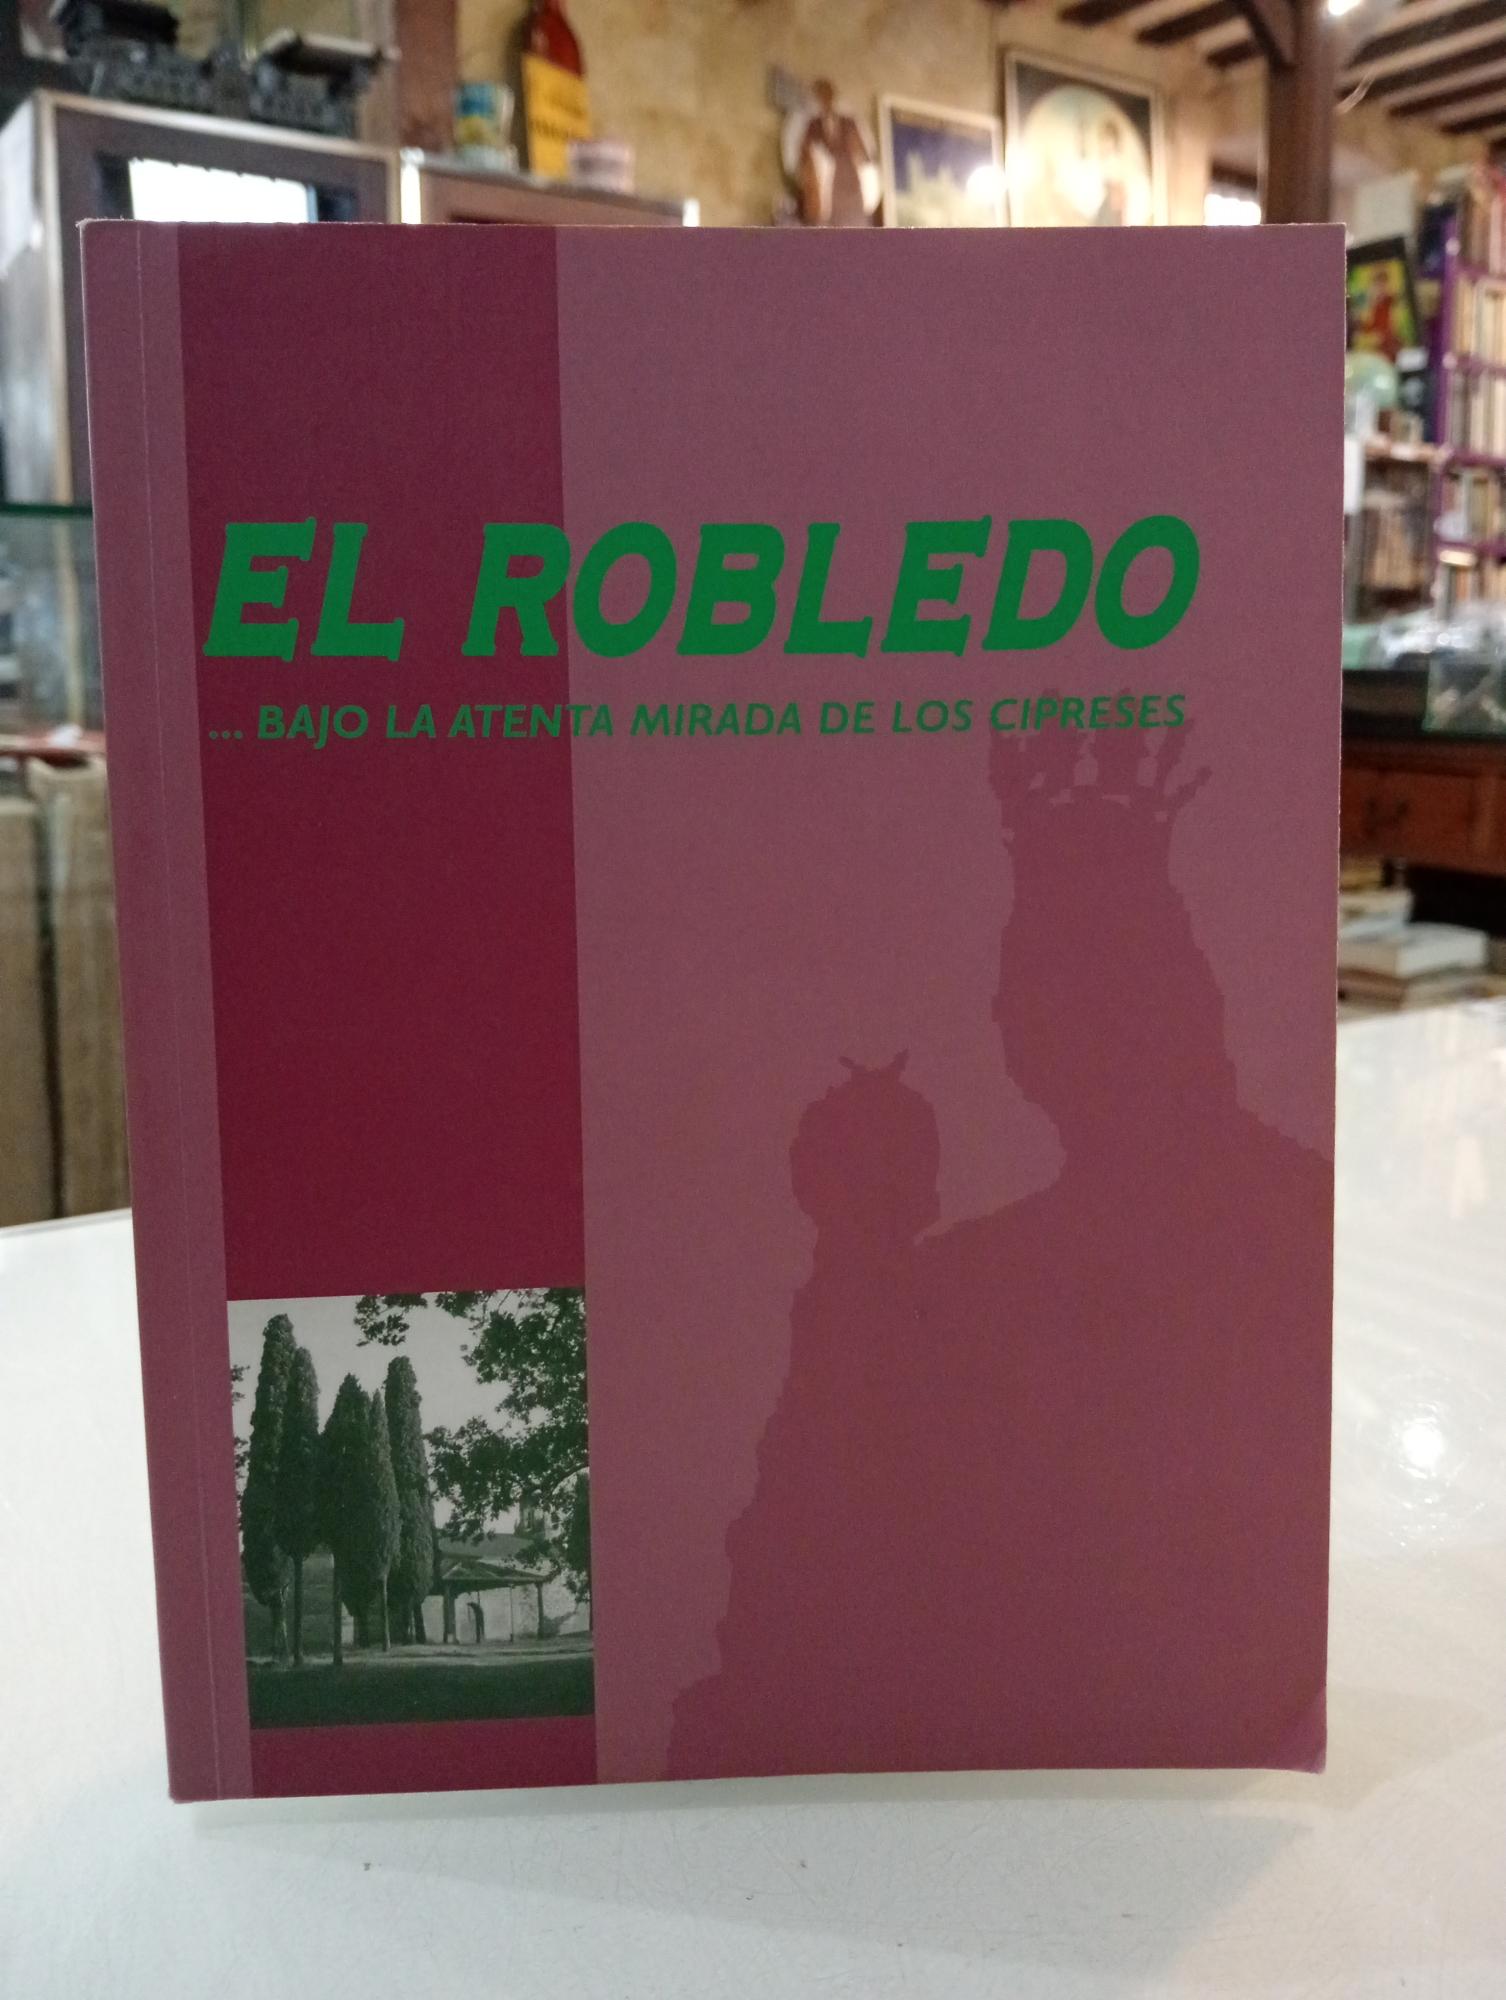 EL ROBLEDO
... BAJO LA ATENTA MIRADA DE LOS CIPRESES